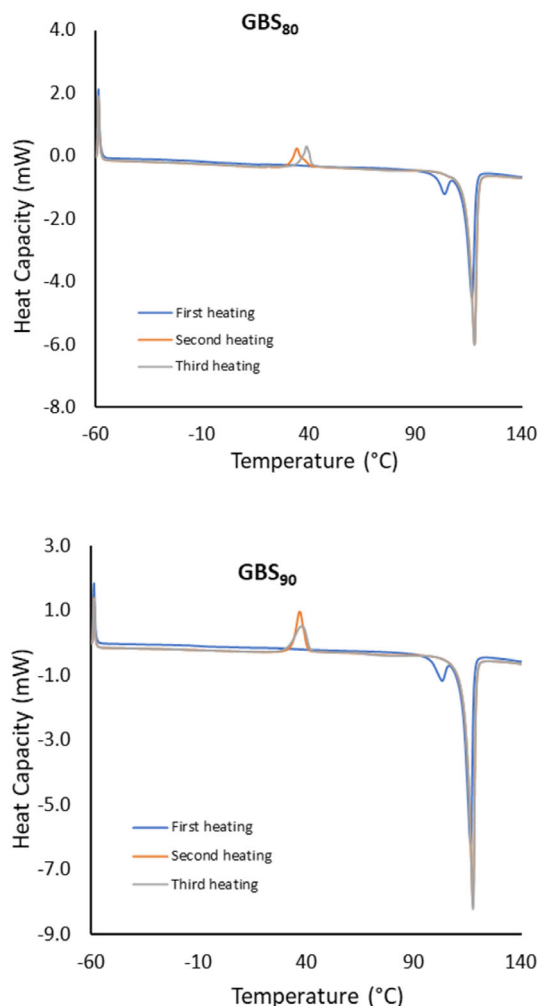 GBS80
4.0
2.0
0.0
-2.0
-4.0
-6.0
-8.0
Heat Capacity (mW)
First heating
Second heating
Third heating
-60 -10 40 90 140
Temperature (°C)
GBS90
3.0
1.0
-1.0
-3.0
-5.0
-7.0
-9.0
Heat Capacity (mW)
First heating
Second heating
Third heating
-60 -10 40 90 140
Temperature (°C)